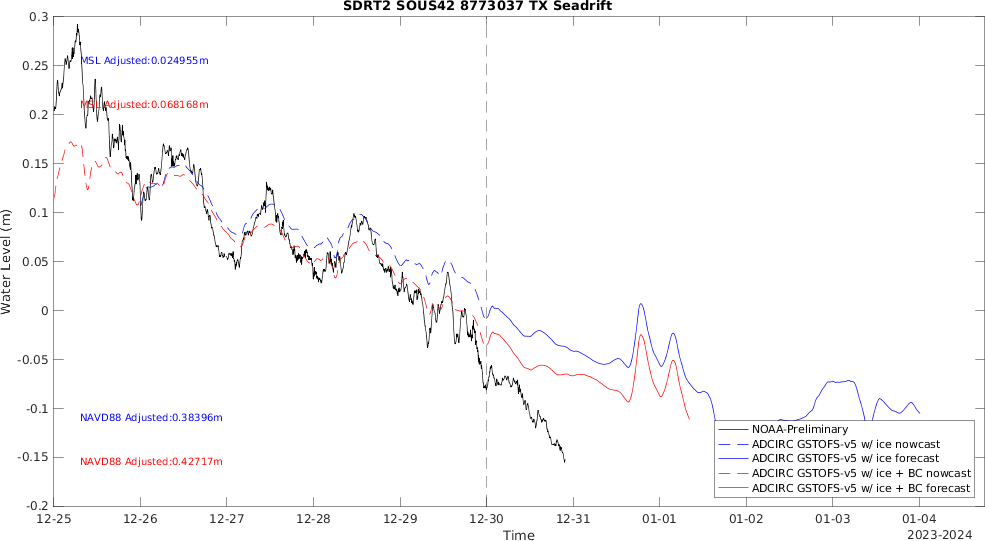 SDRT2 SOUS42 8773037 TX Seadrift
0.3
0.25
0.2
0.15
0.1
0.05
0
-0.05
-0.1
-0.15
-0.2
Water Level (m)
MSL Adjusted:0.024955m
MSL Adjusted:0.068168m
NAVD88 Adjusted:0.38396m
NAVD88 Adjusted:0.42717m
NOAA-Preliminary
ADCIRC GSTOFS-v5 w/ ice nowcast
ADCIRC GSTOFS-v5 w/ ice forecast
ADCIRC GSTOFS-v5 w/ ice + BC nowcast
ADCIRC GSTOFS-v5 w/ ice + BC forecast
12-25 12-26 12-27 12-28 12-29 12-30 12-31 01-01 01-02 01-03 01-04
Time
2023-2024